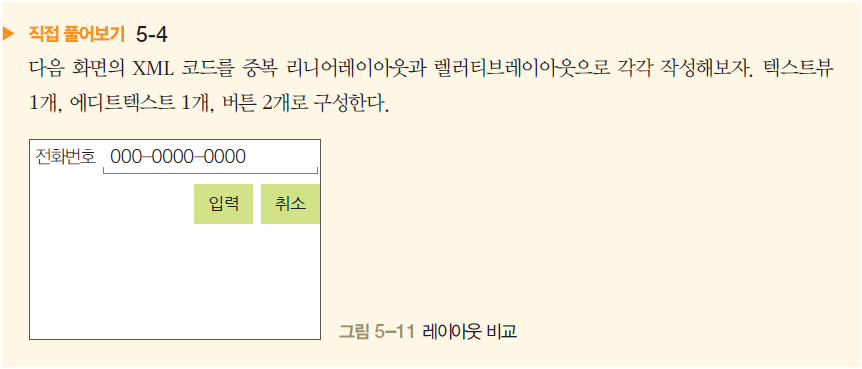 ▶ 직접 풀어보기 5-4
다음 화면의 XML 코드를 중복 리니어레이아웃과 렐러티브레이아웃으로 각각 작성해보자. 텍스트뷰
1개, 에디트텍스트 1개, 버튼 2개로 구성한다.
전화번호 000-0000-0000
입력 취소
그림 5-11 레이아웃 비교